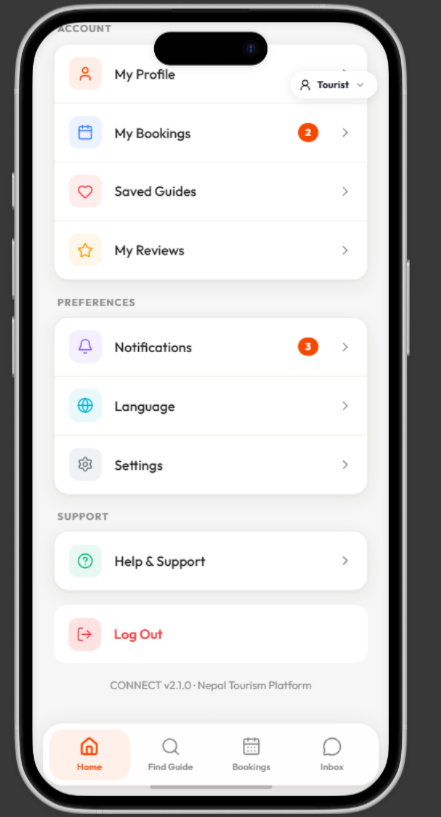 ACCOUNT
My Profile
Tourist
My Bookings
2
Saved Guides
My Reviews
PREFERENCES
Notifications
3
Language
Settings
SUPPORT
Help & Support
Log Out
CONNECT v2.1.0 · Nepal Tourism Platform
Home
Find Guide
Bookings
Inbox